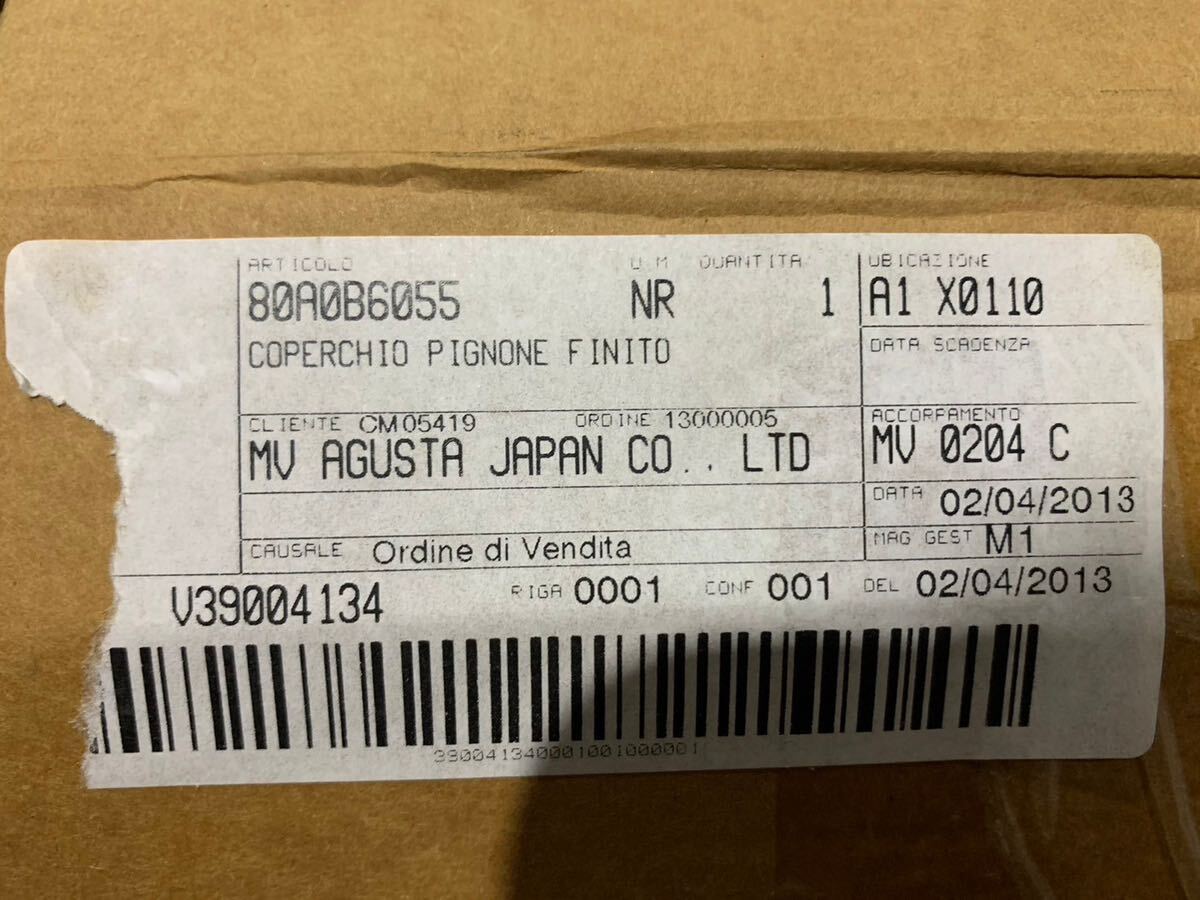 ARTICOLO U M QUANTITA UBICAZIONE
80A0B6055 NR 1 A1 X0110
COPERCHIO PIGNONE FINITO DATA SCADENZA
CLIENTE CM05419 ORDINE 13000005 ACCORPAMENTO
MV AGUSTA JAPAN CO., LTD MV 0204 C
DATA 02/04/2013
CAUSALE Ordine di Vendita MAG GEST M1
V39004134 RIGA 0001 CONF 001 DEL 02/04/2013
390041340001001000001